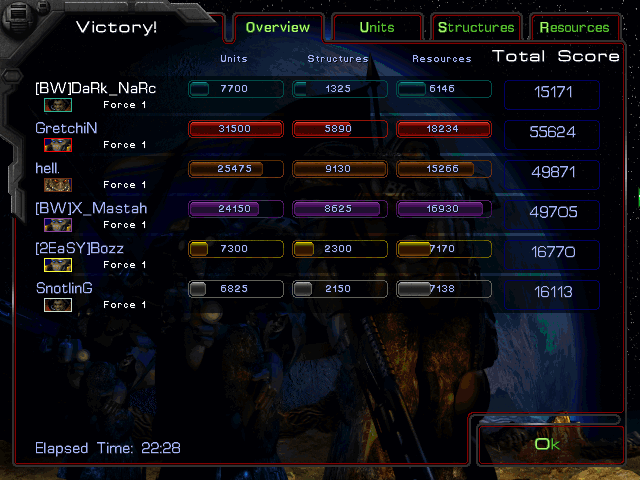 Victory!
Overview
Units
Structures
Resources
Units Structures Resources Total Score
[BW]DaRk_NaRc 7700 1325 6146 15171
Force 1
GretchiN 31500 5890 18234 55624
Force 1
hell. 25475 9130 15266 49871
Force 1
[BW]X_Mastah 24150 8625 16930 49705
Force 1
[2EaSY]Bozz 7300 2300 7170 16770
Force 1
SnotlinG 6825 2150 7138 16113
Force 1
Elapsed Time: 22:28
Ok